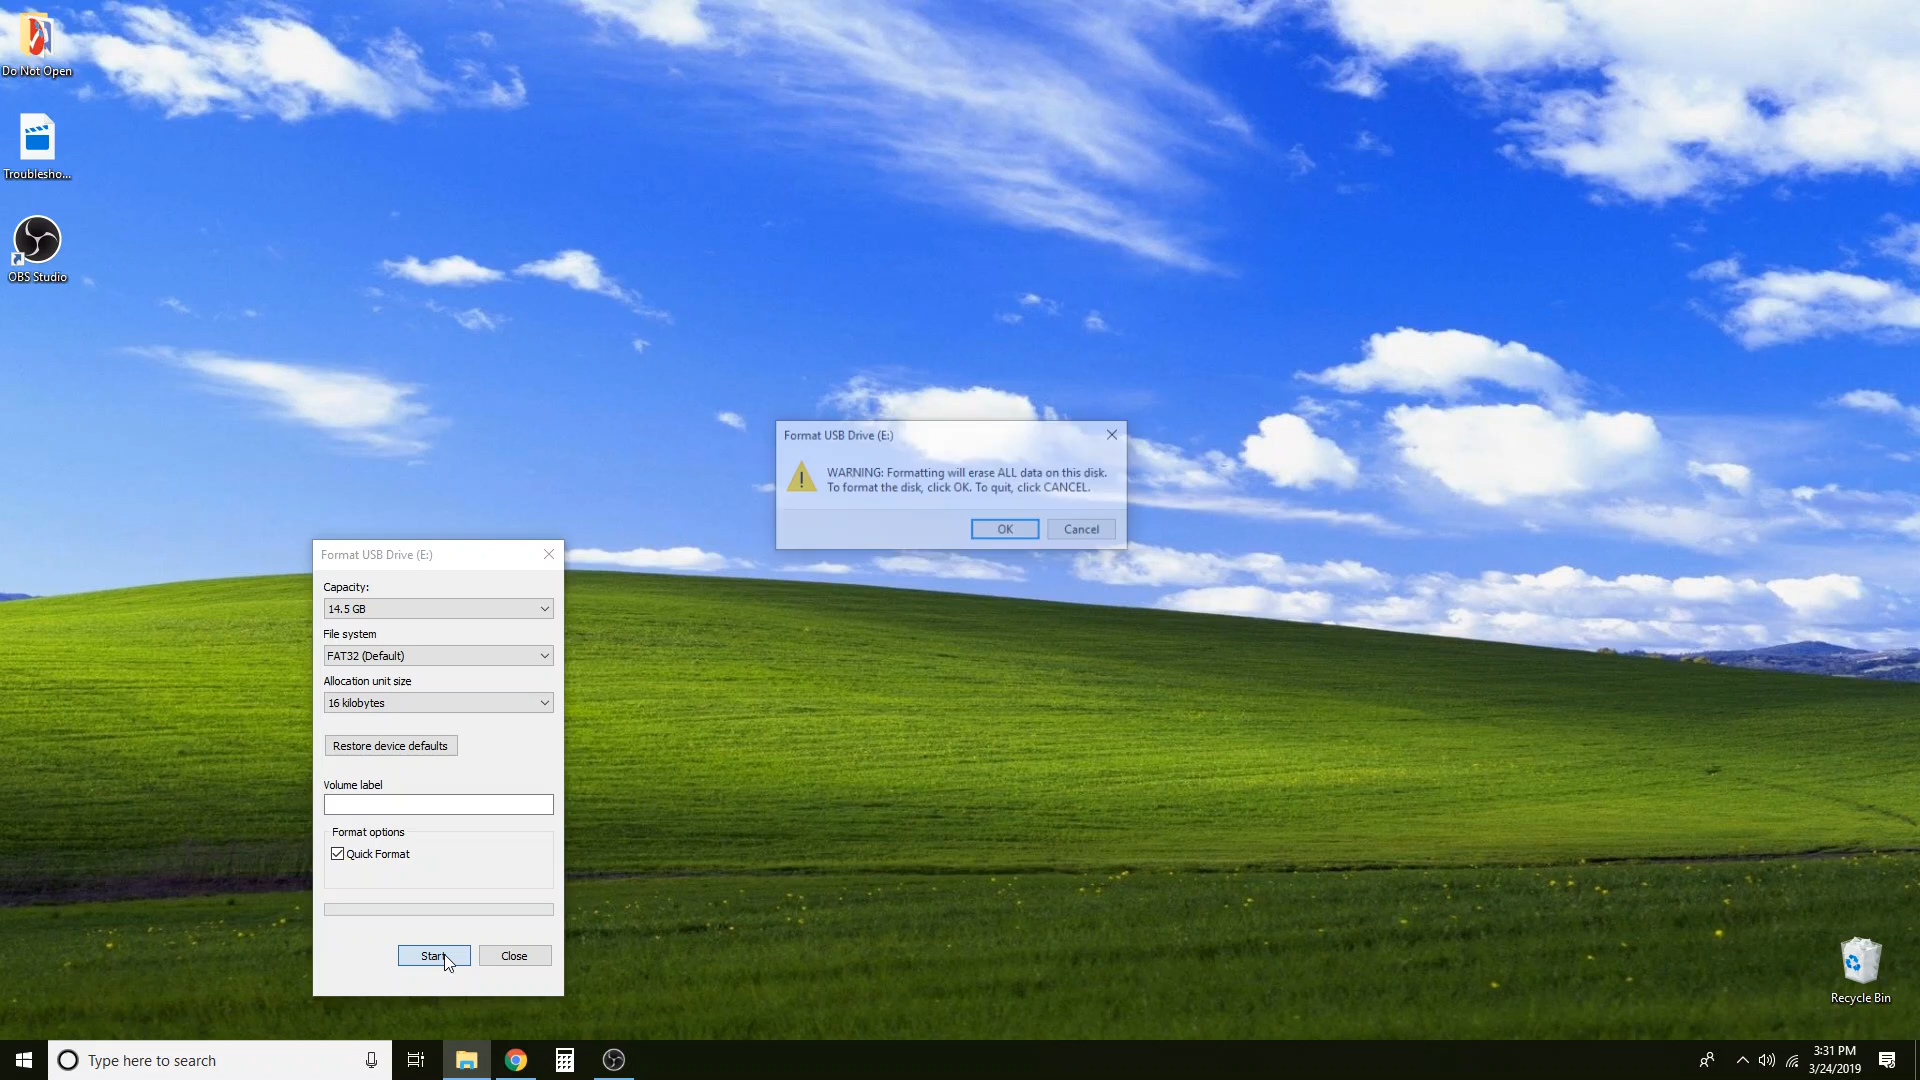 Do Not Open
Troublesho...
OBS Studio
Format USB Drive (E:)
WARNING: Formatting will erase ALL data on this disk.
To format the disk, click OK. To quit, click CANCEL.
OK
Cancel
Format USB Drive (E:)
Capacity:
14.5 GB
File system
FAT32 (Default)
Allocation unit size
16 kilobytes
Restore device defaults
Volume label
Format options
Quick Format
Start
Close
Recycle Bin
Type here to search
3:31 PM
3/24/2019